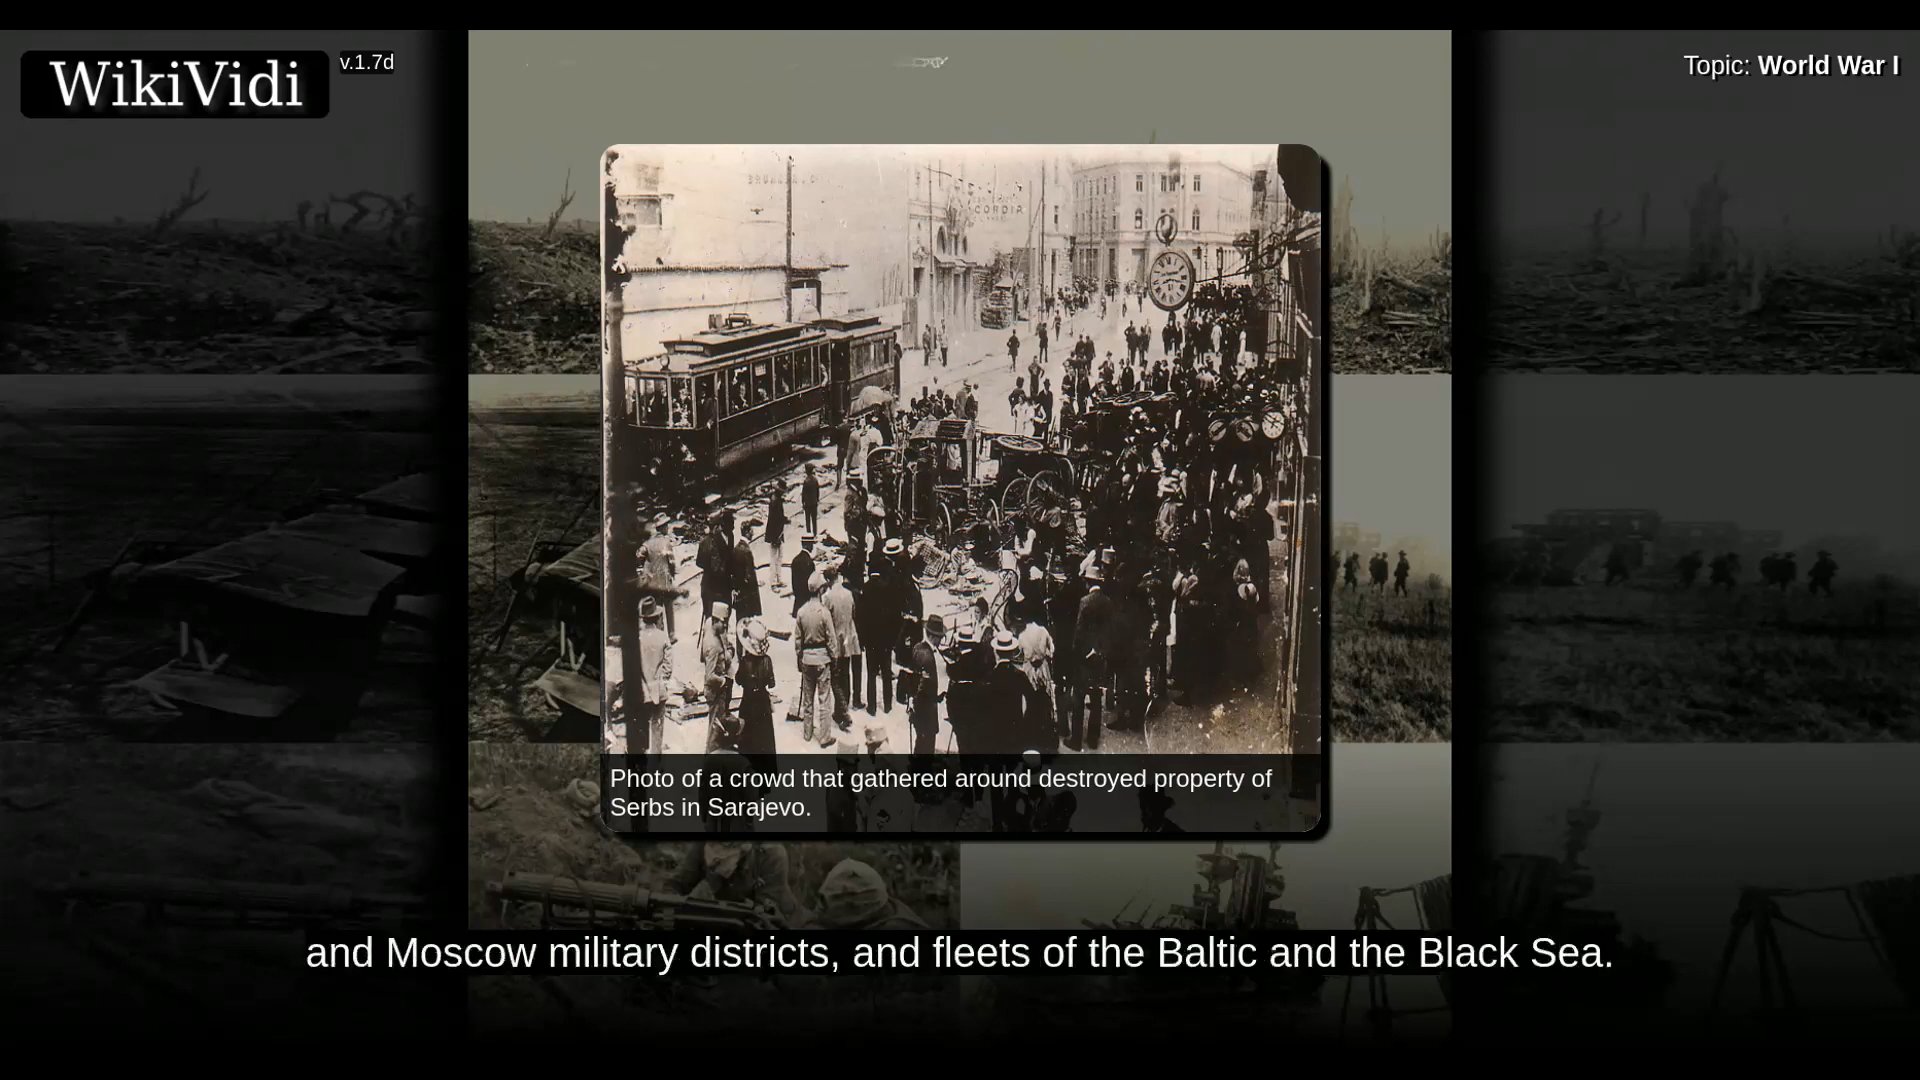 WikiVidi
v.1.7d
Topic: World War I
CORDIA
Photo of a crowd that gathered around destroyed property of
Serbs in Sarajevo.
and Moscow military districts, and fleets of the Baltic and the Black Sea.